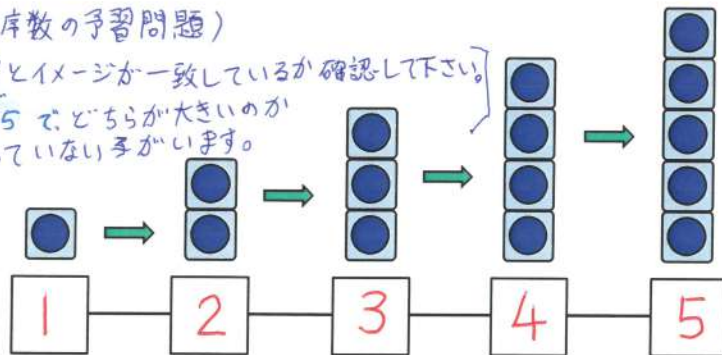 序数の予習問題)
とイメージが一致しているか確認して下さい。
5で、どちらが大きいのか
ていない子がいます。
1 2 3 4 5